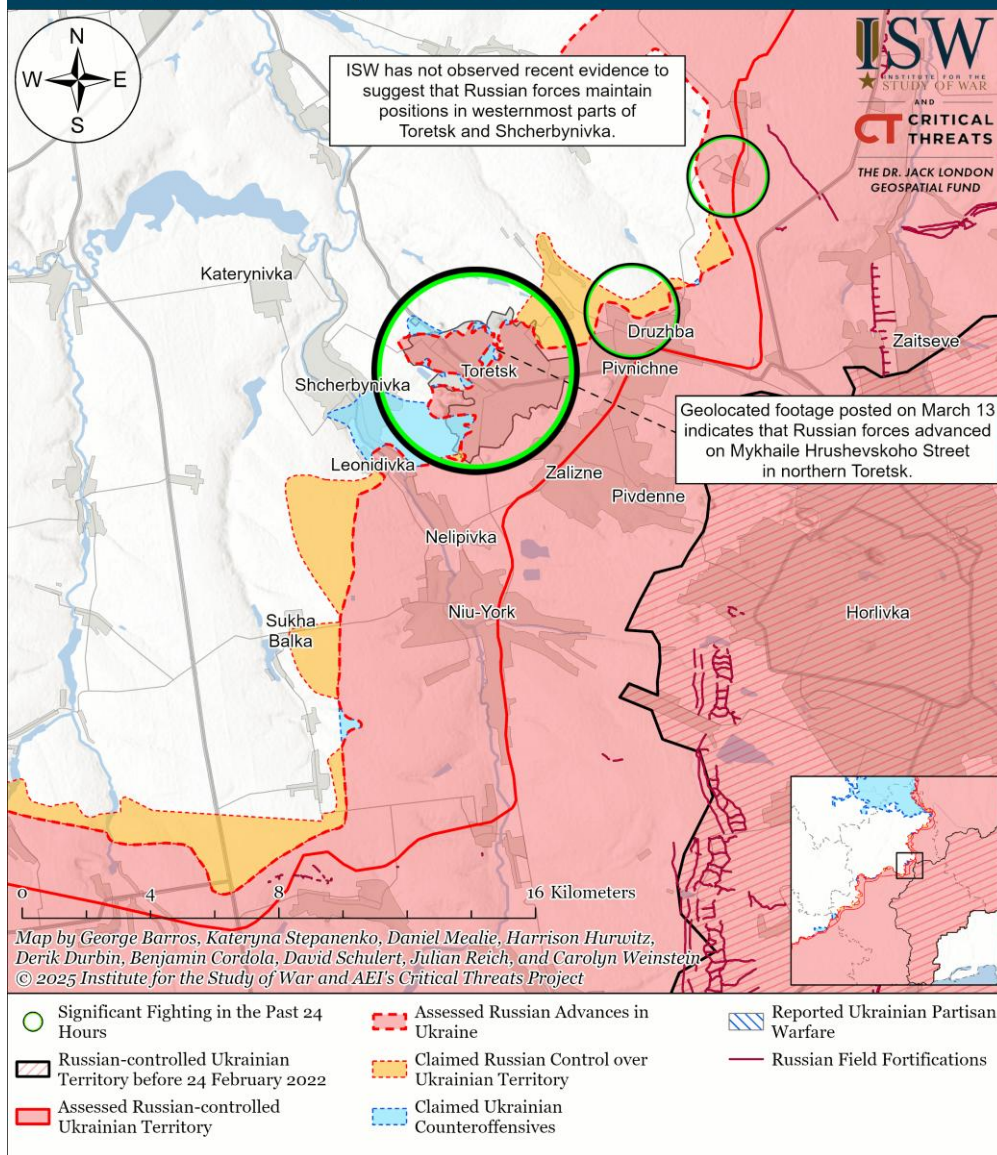 N
W E
S
ISW has not observed recent evidence to
suggest that Russian forces maintain
positions in westernmost parts of
Toretsk and Shcherbynivka.
ISW
INSTITUTE FOR THE
STUDY OF WAR
AND
CT CRITICAL
THREATS
THE DR. JACK LONDON
GEOSPATIAL FUND
Katerynivka
Druzhba
Zaitseve
Toretsk
Pivnichne
Shcherbynivka
Geolocated footage posted on March 13
indicates that Russian forces advanced
on Mykhaile Hrushevskoho Street
in northern Toretsk.
Leonidivka
Zalizne
Pivdenne
Nelipivka
Niu-York
Horlivka
Sukha
Balka
0 4 8 16 Kilometers
Map by George Barros, Kateryna Stepanenko, Daniel Mealie, Harrison Hurwitz,
Derik Durbin, Benjamin Cordola, David Schulert, Julian Reich, and Carolyn Weinstein
© 2025 Institute for the Study of War and AEI's Critical Threats Project
Significant Fighting in the Past 24
Hours
Russian-controlled Ukrainian
Territory before 24 February 2022
Assessed Russian-controlled
Ukrainian Territory
Assessed Russian Advances in
Ukraine
Claimed Russian Control over
Ukrainian Territory
Claimed Ukrainian
Counteroffensives
Reported Ukrainian Partisan
Warfare
Russian Field Fortifications